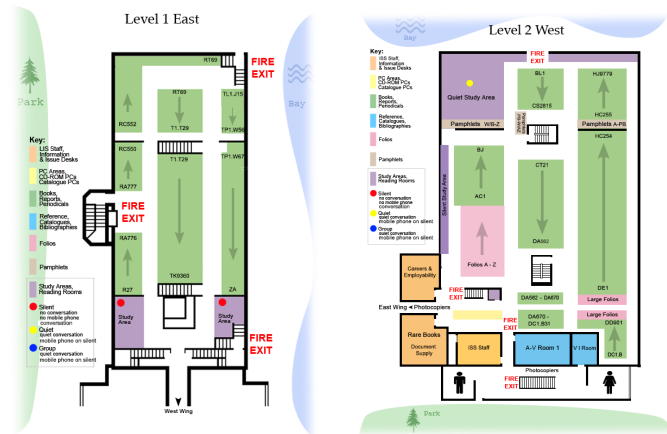 Level 1 East
Park
Bay
RT69
FIRE
EXIT
RT69
TL1.J15
RC552
T1.T29
TP1.W56
RC550
T1.T29
TP1.W67
RA777
FIRE
EXIT
RA776
R27
TK9360
ZA
Study
Area
Study
Area
FIRE
EXIT
West Wing
Key:
LIS Staff,
Information
& Issue Desks
PC Areas,
CD-ROM PCs
Catalogue PCs
Books,
Reports,
Periodicals
Reference,
Catalogues,
Bibliographies
Folios
Pamphlets
Study Areas,
Reading Rooms
Silent
no conversation
no mobile phone
conversation
Quiet
quiet conversation
mobile phone on silent
Group
quiet conversation
mobile phone on silent
Level 2 West
Bay
Key:
ISS Staff,
Information
& Issue Desks
PC Areas,
CD-ROM PCs
Catalogue PCs
Books,
Reports,
Periodicals
Reference,
Catalogues,
Bibliographies
Folios
Pamphlets
Study Areas,
Reading Rooms
Silent
no conversation
no mobile phone
conversation
Quiet
quiet conversation
mobile phone on silent
Group
quiet conversation
mobile phone on silent
FIRE
EXIT
Quiet Study Area
BL1
HJ9779
CS2815
HC255
Pamphlets
Pamphlets
Pamphlets A-PR
HC254
BJ
CT21
Silent Study Area
AC1
DA562
Folios A - Z
Careers &
Employability
DE1
FIRE
EXIT
DA562 - DA670
Large Folios
East Wing
Photocopiers
DA670 -
DC1.B31
Large Folios
DD901
Rare Books
Document
Supply
ISS Staff
A-V Room 1
V I Room
DC1.B
Photocopiers
FIRE
EXIT
Park